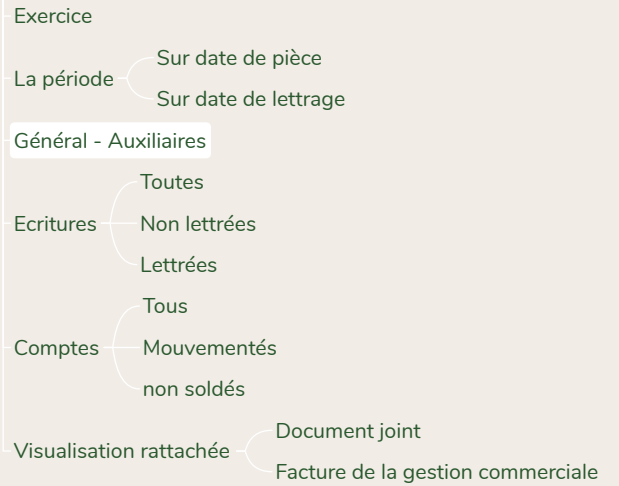 Exercice
La période
Sur date de pièce
Sur date de lettrage
Général - Auxiliaires
Ecritures
Toutes
Non lettrées
Lettrées
Comptes
Tous
Mouvementés
non soldés
Visualisation rattachée
Document joint
Facture de la gestion commerciale